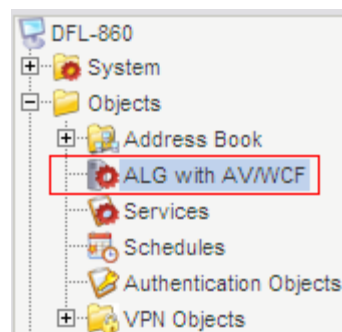 DFL-860
System
Objects
Address Book
ALG with AV/WCF
Services
Schedules
Authentication Objects
VPN Objects